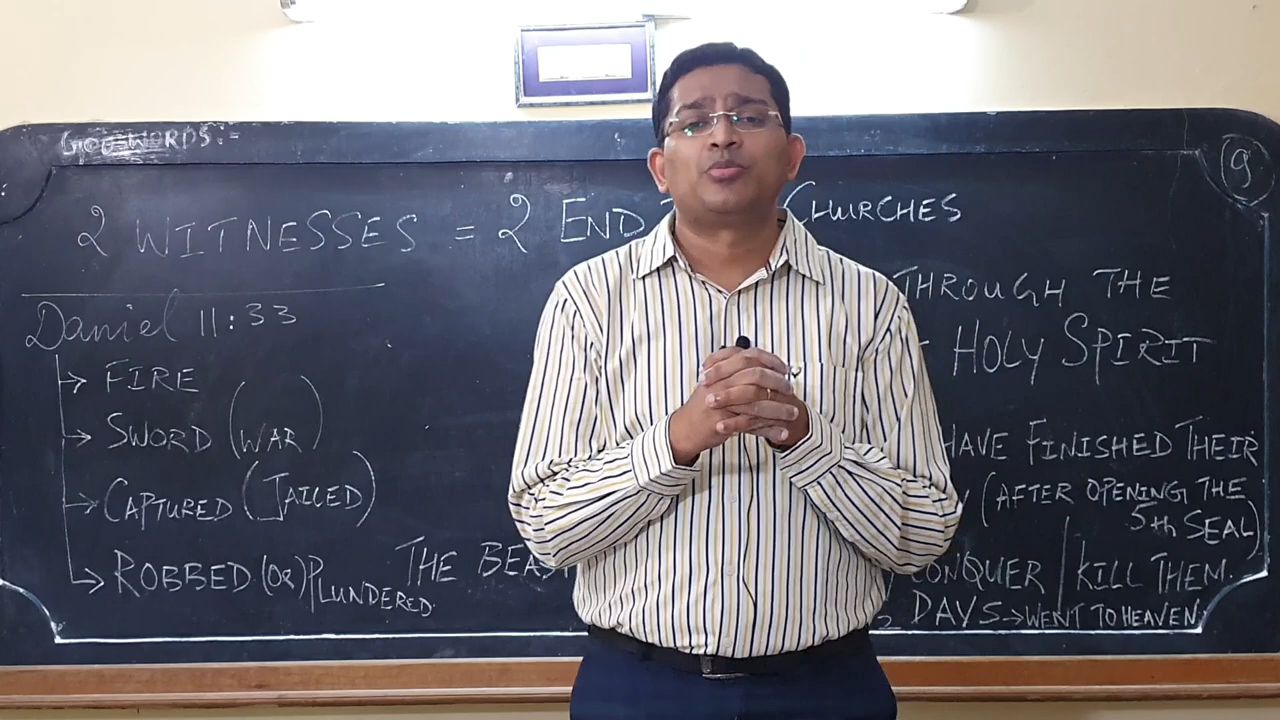 GOD WORDS:-
9
2 WITNESSES = 2 END CHURCHES
Daniel 11:33
→ FIRE
→ SWORD (WAR)
→ CAPTURED (JAILED)
→ ROBBED (OR) PLUNDERED.
THROUGH THE
HOLY SPIRIT
HAVE FINISHED THEIR
(AFTER OPENING THE
5th SEAL)
THE BEAST CONQUER / KILL THEM.
DAYS → WENT TO HEAVEN